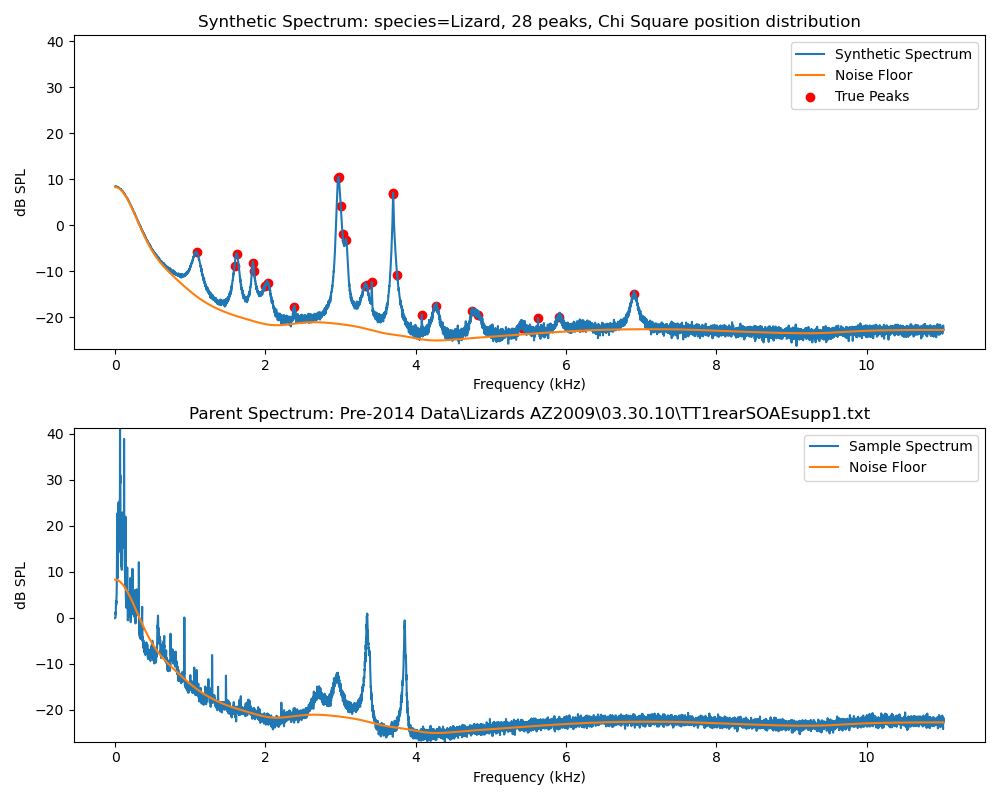 Synthetic Spectrum: species=Lizard, 28 peaks, Chi Square position distribution
40
30
20
10
0
−10
−20
dB SPL
Synthetic Spectrum
Noise Floor
True Peaks
0 2 4 6 8 10
Frequency (kHz)
Parent Spectrum: Pre-2014 Data\Lizards AZ2009\03.30.10\TT1rearSOAEsupp1.txt
40
30
20
10
0
−10
−20
dB SPL
Sample Spectrum
Noise Floor
0 2 4 6 8 10
Frequency (kHz)